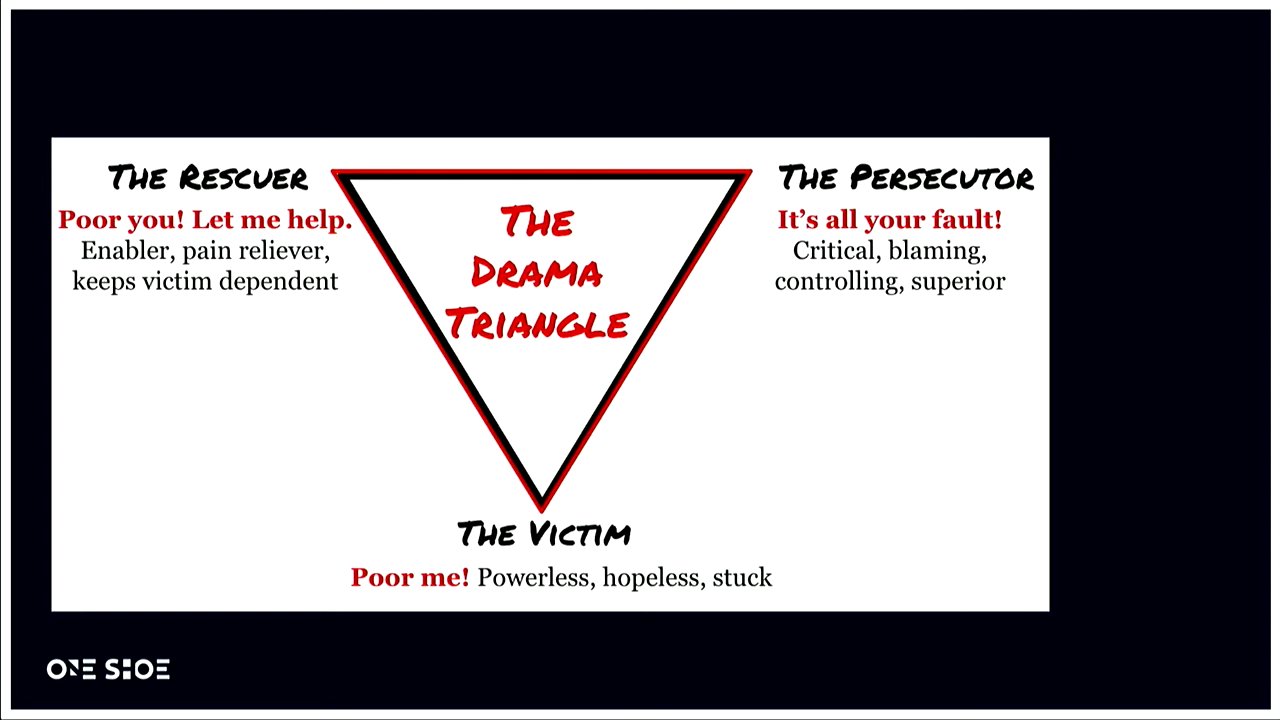 The Rescuer
Poor you! Let me help.
Enabler, pain reliever,
keeps victim dependent
The Drama Triangle
The Persecutor
It’s all your fault!
Critical, blaming,
controlling, superior
The Victim
Poor me! Powerless, hopeless, stuck
ONE SHOE